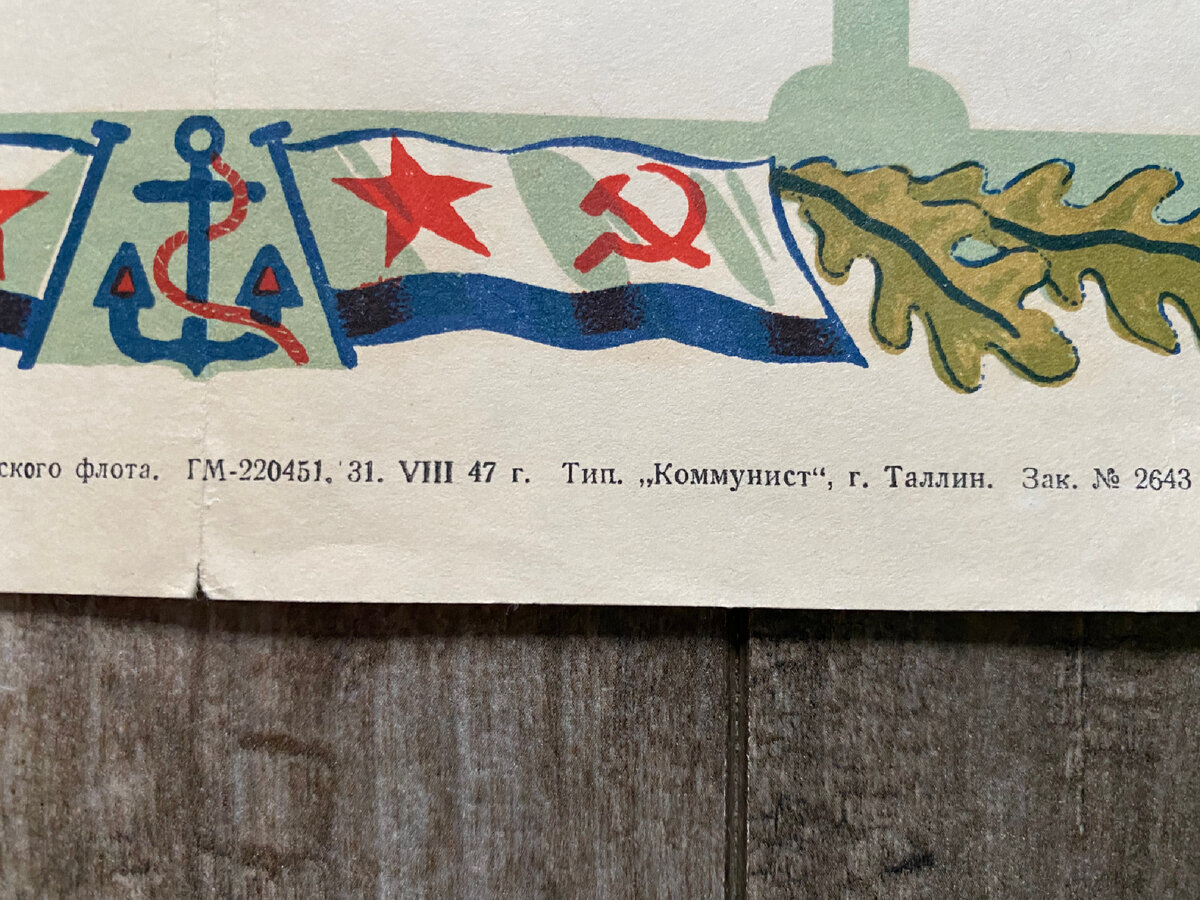 ского флота. ГМ-220451, 31. VIII 47 г. Тип. „Коммунист“, г. Таллин. Зак. № 2643